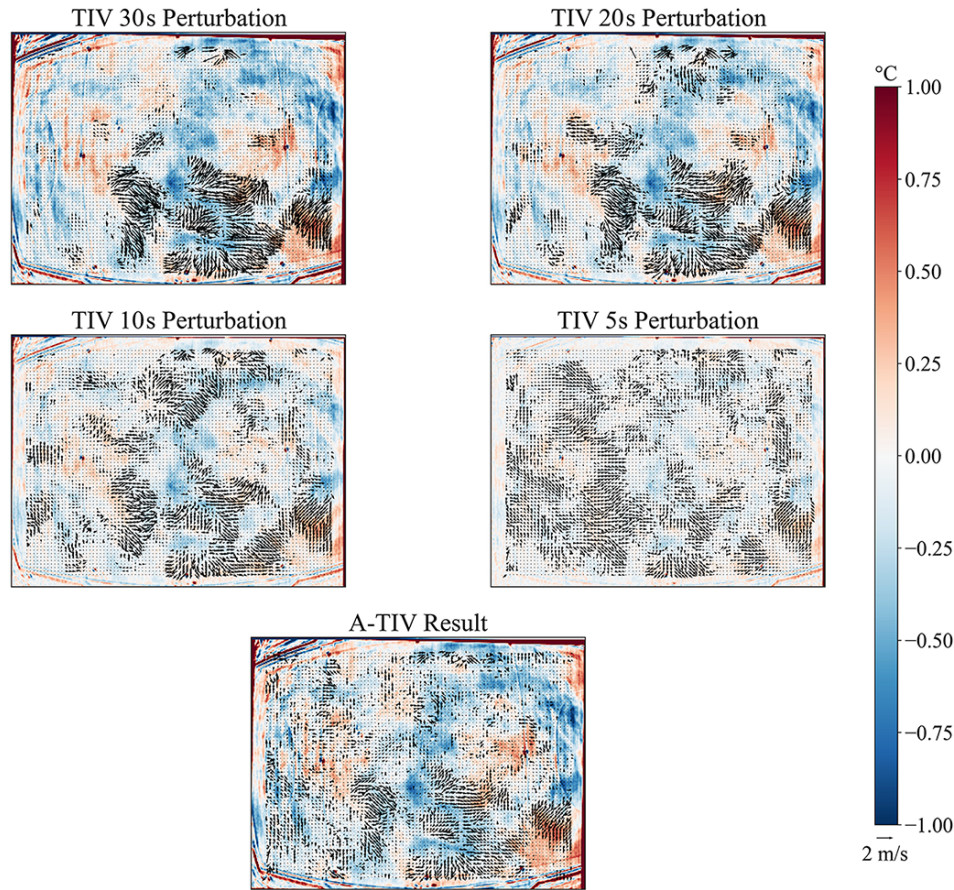 TIV 30s Perturbation
TIV 20s Perturbation
°C
1.00
0.75
0.50
0.25
0.00
−0.25
−0.50
−0.75
−1.00
2 m/s
TIV 10s Perturbation
TIV 5s Perturbation
A-TIV Result